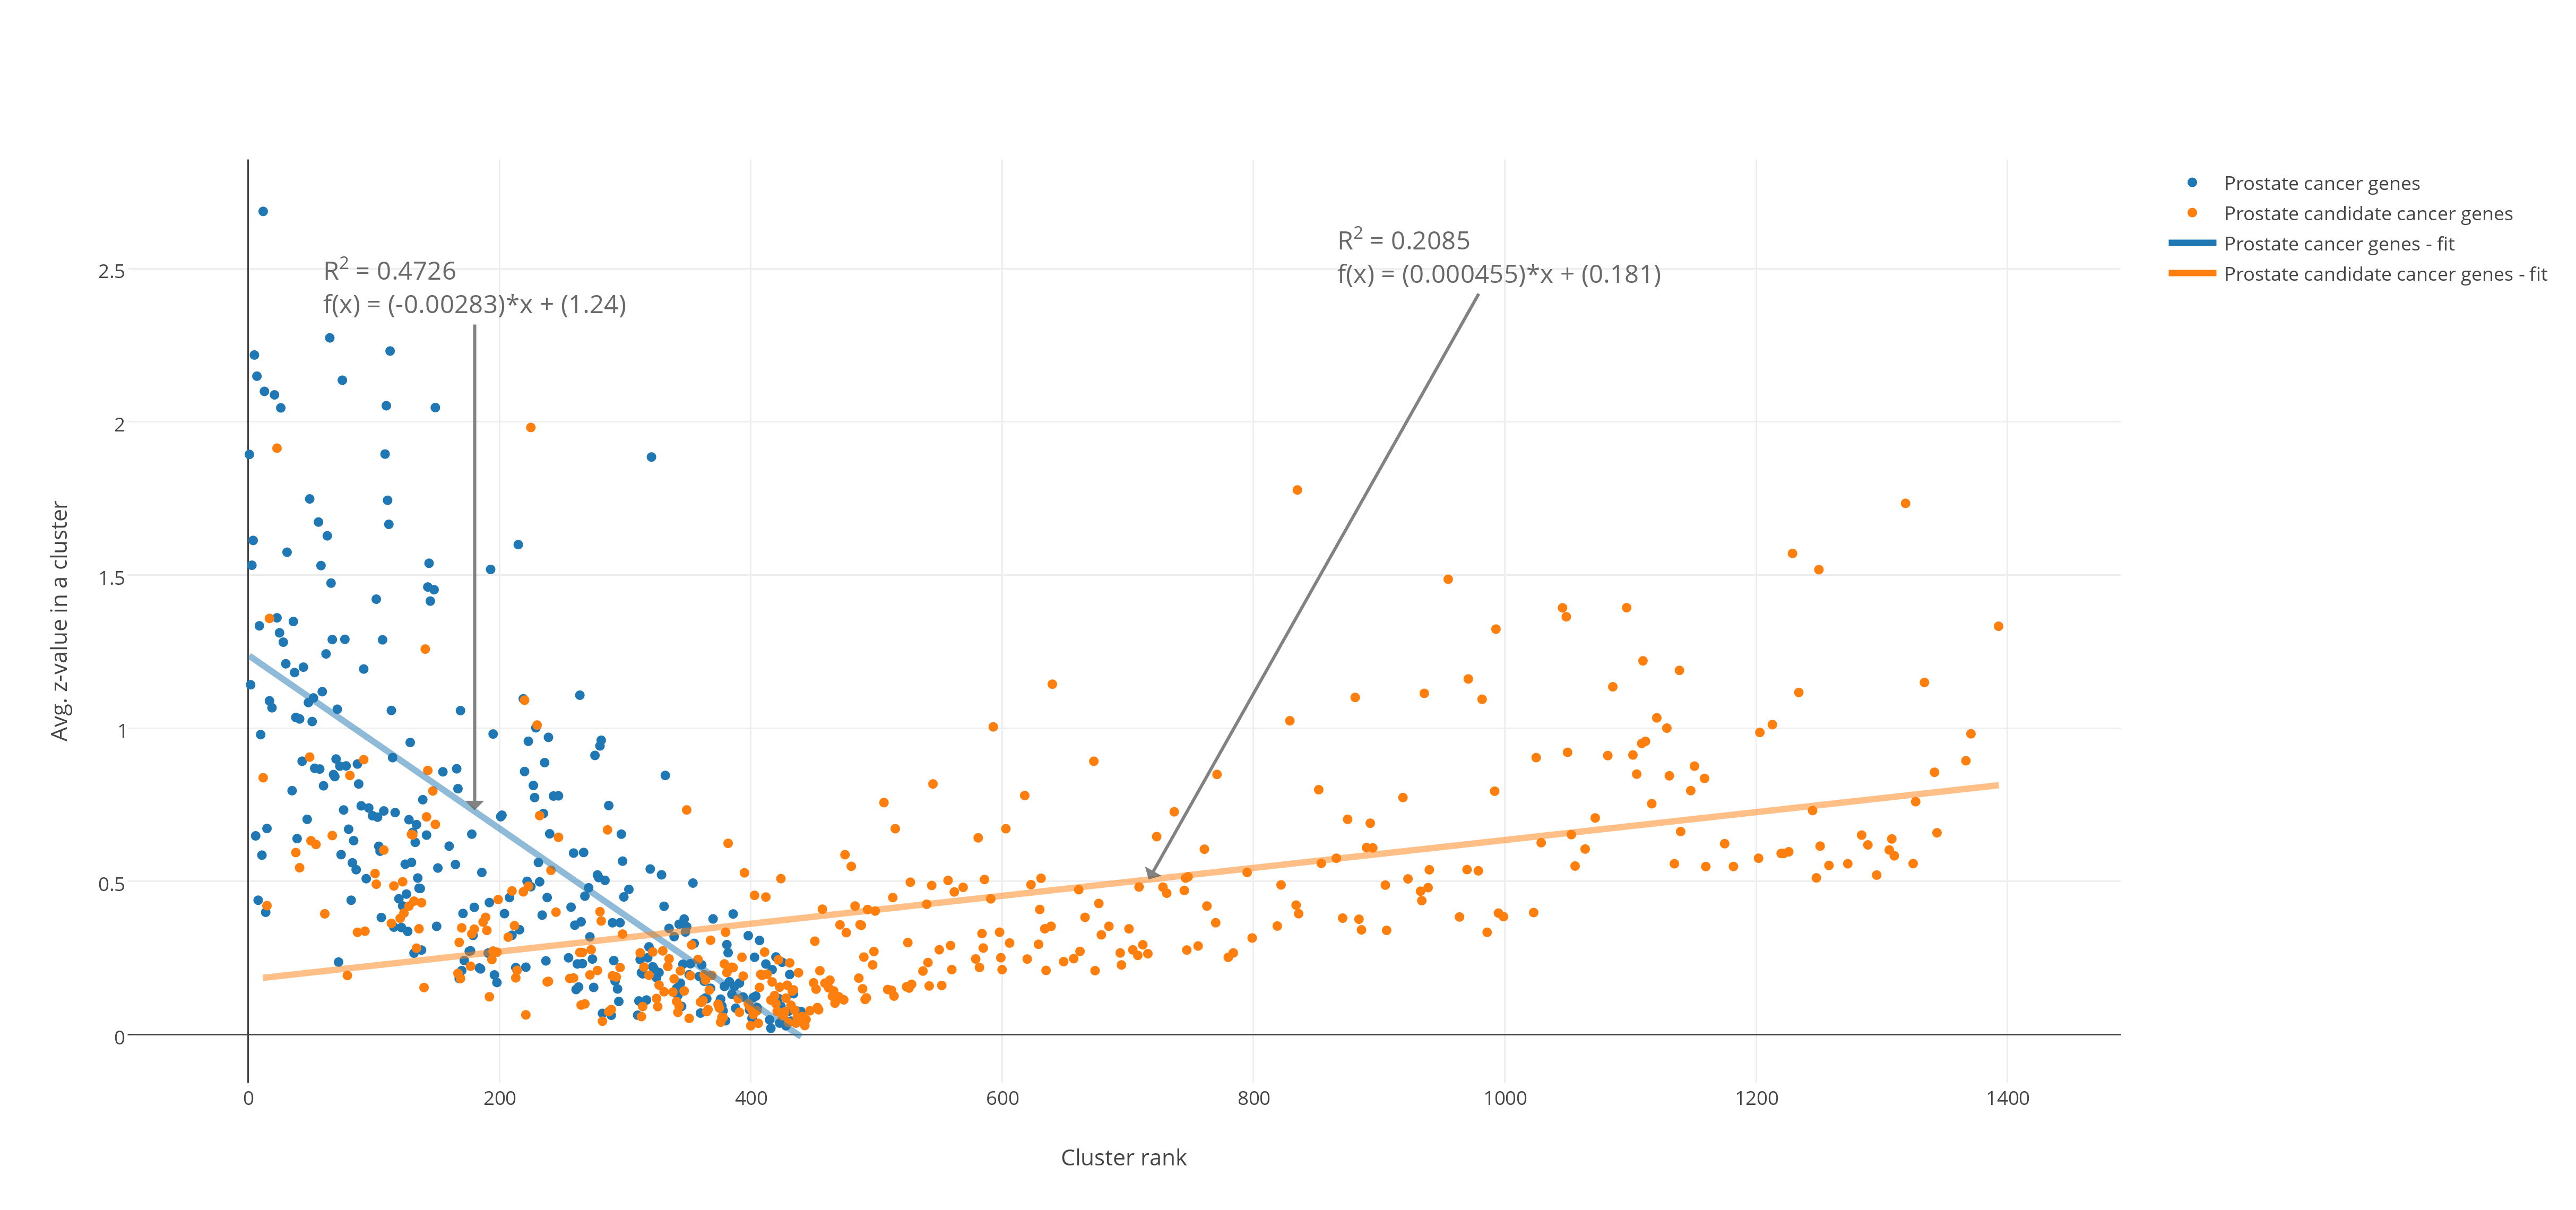 R² = 0.4726
f(x) = (-0.00283)*x + (1.24)
R² = 0.2085
f(x) = (0.000455)*x + (0.181)
Prostate cancer genes
Prostate candidate cancer genes
Prostate cancer genes - fit
Prostate candidate cancer genes - fit
Avg. z-value in a cluster
2.5
2
1.5
1
0.5
0
0 200 400 600 800 1000 1200 1400
Cluster rank